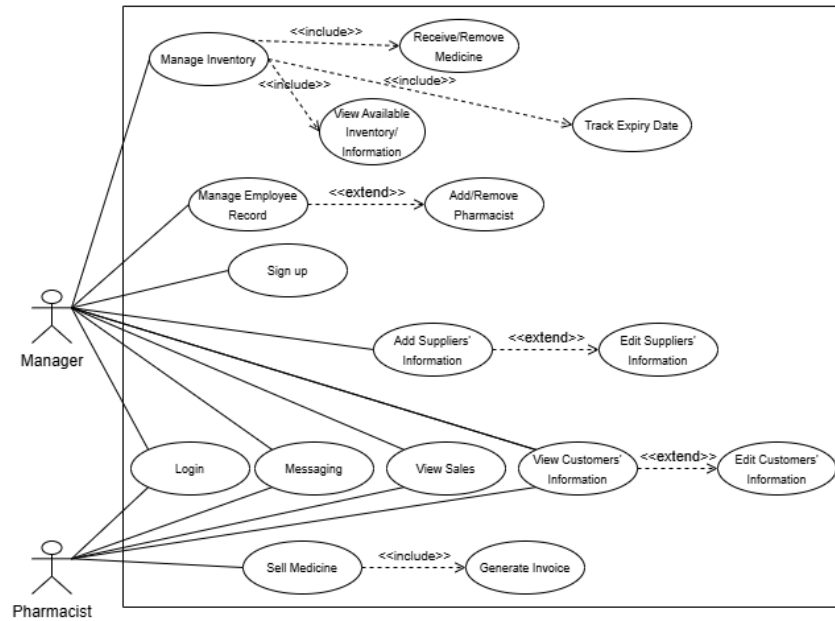 <<include>>
Receive/Remove
Medicine
Manage Inventory
<<include>>
<<include>>
View Available
Inventory/
Information
Track Expiry Date
Manage Employee
Record
<<extend>>
Add/Remove
Pharmacist
Sign up
Manager
Add Suppliers'
Information
<<extend>>
Edit Suppliers'
Information
Login
Messaging
View Sales
View Customers'
Information
<<extend>>
Edit Customers'
Information
Pharmacist
Sell Medicine
<<include>>
Generate Invoice